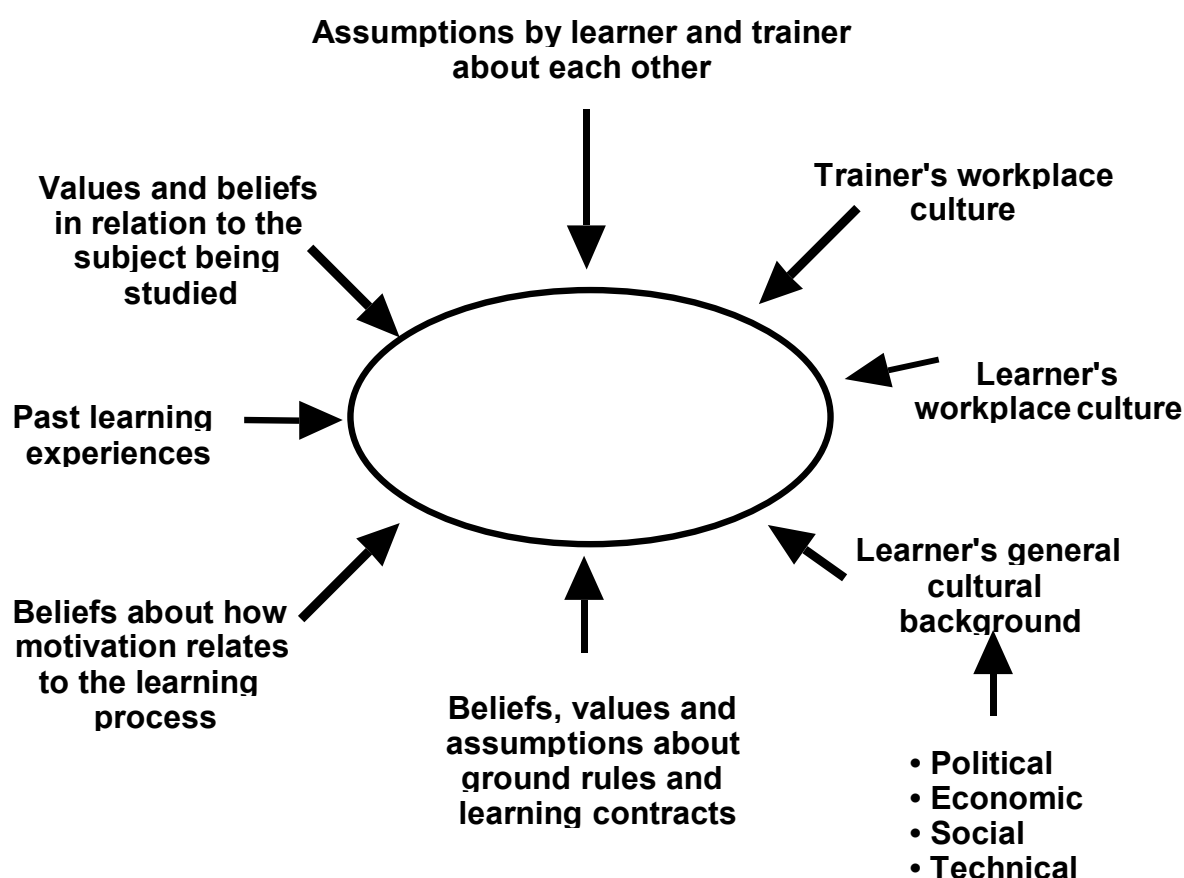 Assumptions by learner and trainer
about each other
Values and beliefs
in relation to the
subject being
studied
Trainer's workplace
culture
Past learning
experiences
Learner's
workplace culture
Beliefs about how
motivation relates
to the learning
process
Beliefs, values and
assumptions about
ground rules and
learning contracts
Learner's general
cultural
background
• Political
• Economic
• Social
• Technical